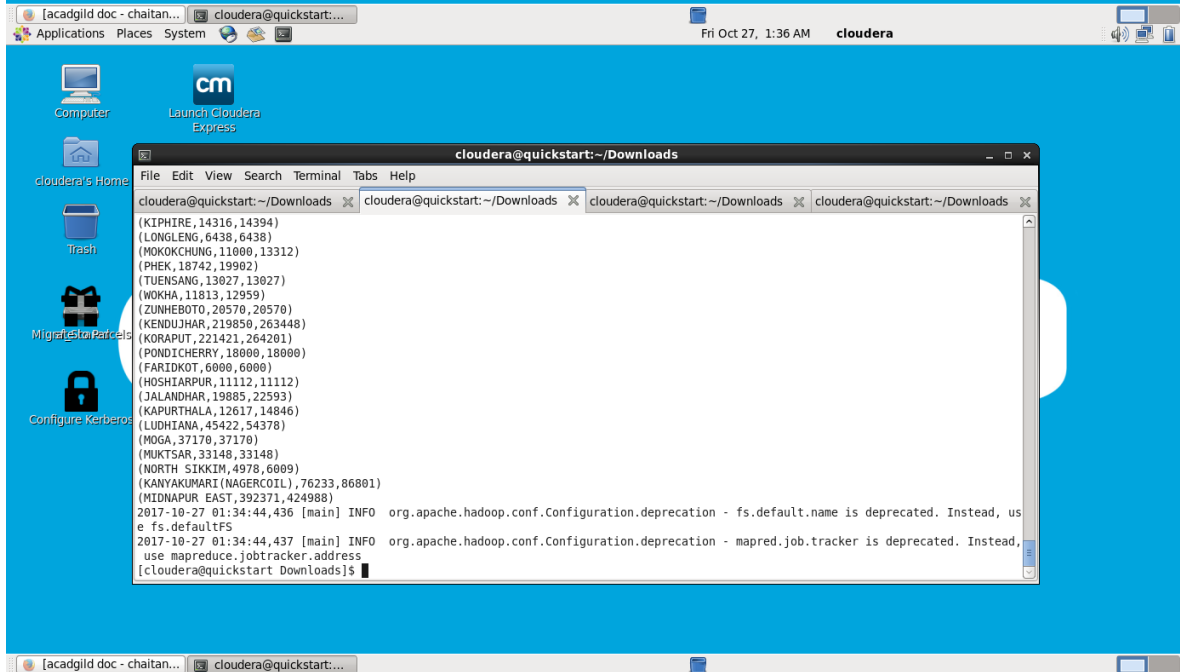 [acadgild doc - chaitan...
cloudera@quickstart:...
Applications Places System
Fri Oct 27, 1:36 AM cloudera
Computer
cm
Launch Cloudera
Express
cloudera's Home
Trash
Configure Kerberos
cloudera@quickstart:~/Downloads
File Edit View Search Terminal Tabs Help
cloudera@quickstart:~/Downloads cloudera@quickstart:~/Downloads cloudera@quickstart:~/Downloads cloudera@quickstart:~/Downloads
(KIPHIRE,14316,14394)
(LONGLENG,6438,6438)
(MOKOKCHUNG,11000,13312)
(PHEK,18742,19902)
(TUENSANG,13027,13027)
(WOKHA,11813,12959)
(ZUNHEBOTO,20570,20570)
(KENDUJHAR,219850,263448)
(KORAPUT,221421,264201)
(PONDICHERRY,18000,18000)
(FARIDKOT,6000,6000)
(HOSHIARPUR,11112,11112)
(JALANDHAR,19885,22593)
(KAPURTHALA,12617,14846)
(LUDHIANA,45422,54378)
(MOGA,37170,37170)
(MUKTSAR,33148,33148)
(NORTH SIKKIM,4978,6009)
(KANYAKUMARI(NAGERCOIL),76233,86801)
(MIDNAPUR EAST,392371,424988)
2017-10-27 01:34:44,436 [main] INFO  org.apache.hadoop.conf.Configuration.deprecation - fs.default.name is deprecated. Instead, us
e fs.defaultFS
2017-10-27 01:34:44,437 [main] INFO  org.apache.hadoop.conf.Configuration.deprecation - mapred.job.tracker is deprecated. Instead,
 use mapreduce.jobtracker.address
[cloudera@quickstart Downloads]$
[acadgild doc - chaitan...
cloudera@quickstart:...